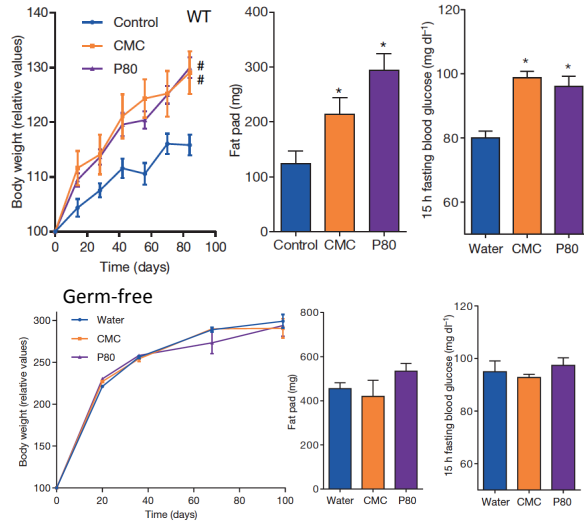 WT
Control
CMC
P80
Body weight (relative values)
140
130
120
110
100
#
#
0 20 40 60 80 100
Time (days)
Fat pad (mg)
400
300
200
100
0
* *
Control CMC P80
15 h fasting blood glucose (mg dl⁻¹)
120
100
80
60
* *
Water CMC P80
Germ-free
Water
CMC
P80
Body weight (relative values)
300
250
200
150
100
0 20 40 60 80 100
Time (days)
Fat pad (mg)
800
600
400
200
0
Water CMC P80
15 h fasting blood glucose (mg dl⁻¹)
120
100
80
60
Water CMC P80